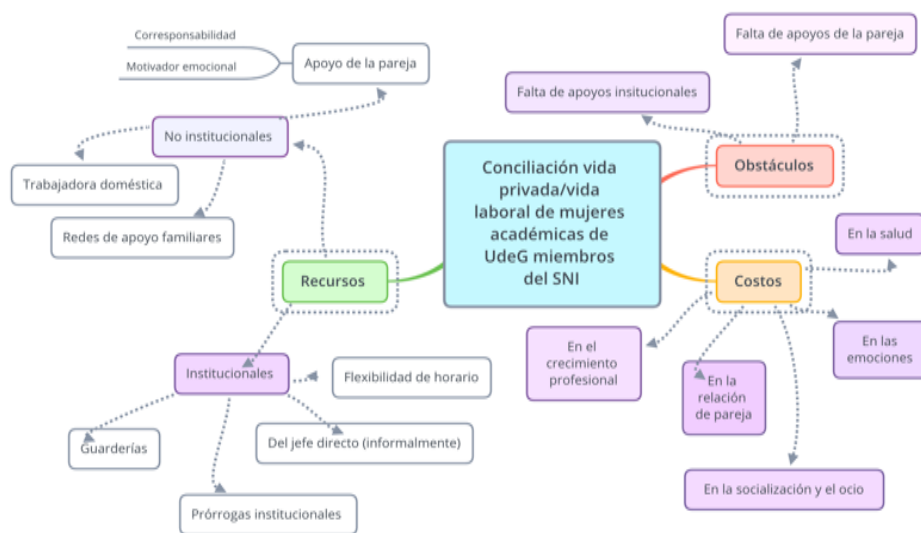 Corresponsabilidad
Motivador emocional
Apoyo de la pareja
No institucionales
Trabajadora doméstica
Redes de apoyo familiares
Recursos
Institucionales
Flexibilidad de horario
Guarderías
Del jefe directo (informalmente)
Prórrogas institucionales
Conciliación vida
privada/vida
laboral de mujeres
académicas de
UdeG miembros
del SNI
Falta de apoyos de la pareja
Falta de apoyos insitucionales
Obstáculos
En la salud
Costos
En las
emociones
En el
crecimiento
profesional
En la
relación
de pareja
En la socialización y el ocio